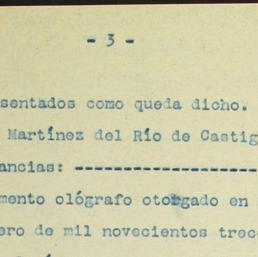 - 3 -
sentados como queda dicho.
Martínez del Río de Castig
ancias: --------------------
mento ológrafo otorgado en
ero de mil novecientos trec